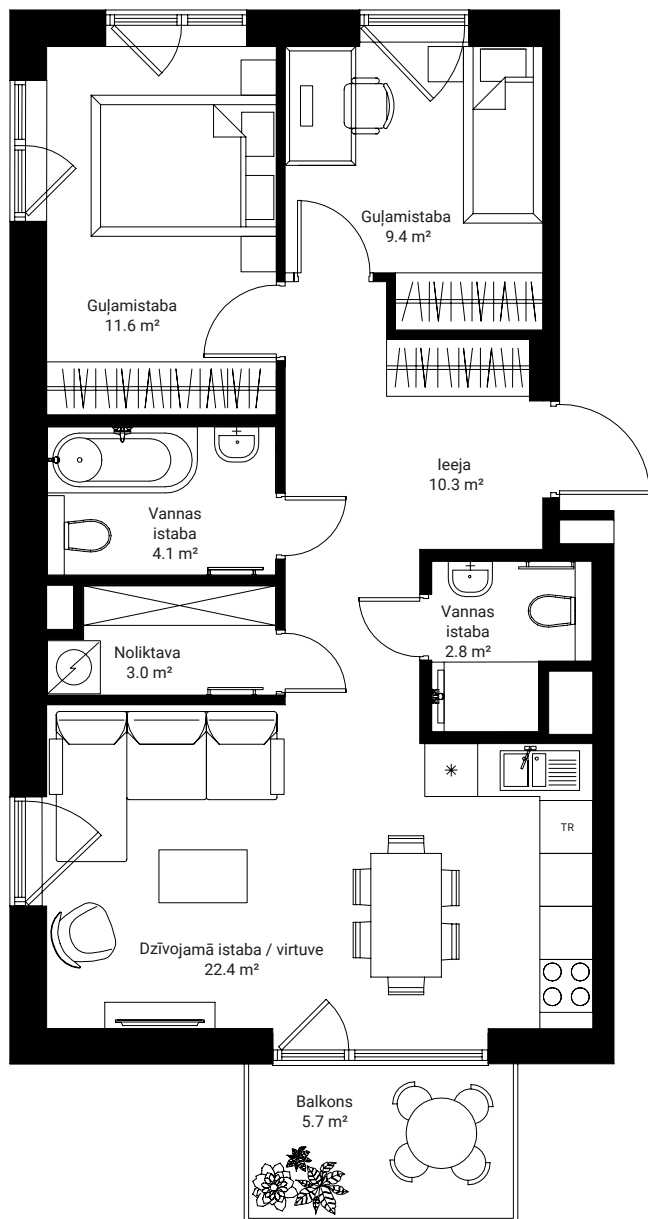 Guļamistaba
9.4 m²
Guļamistaba
11.6 m²
Ieeja
10.3 m²
Vannas
istaba
4.1 m²
Vannas
istaba
2.8 m²
Noliktava
3.0 m²
TR
Dzīvojamā istaba / virtuve
22.4 m²
Balkons
5.7 m²